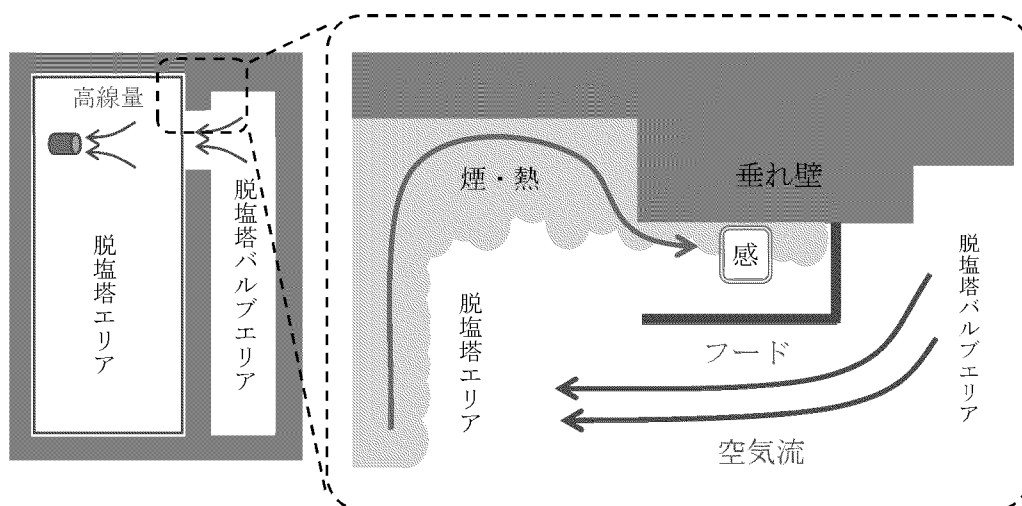 高線量
脱塩塔エリア
脱塩塔バルブエリア
煙・熱
垂れ壁
感
脱塩塔エリア
フード
脱塩塔バルブエリア
空気流